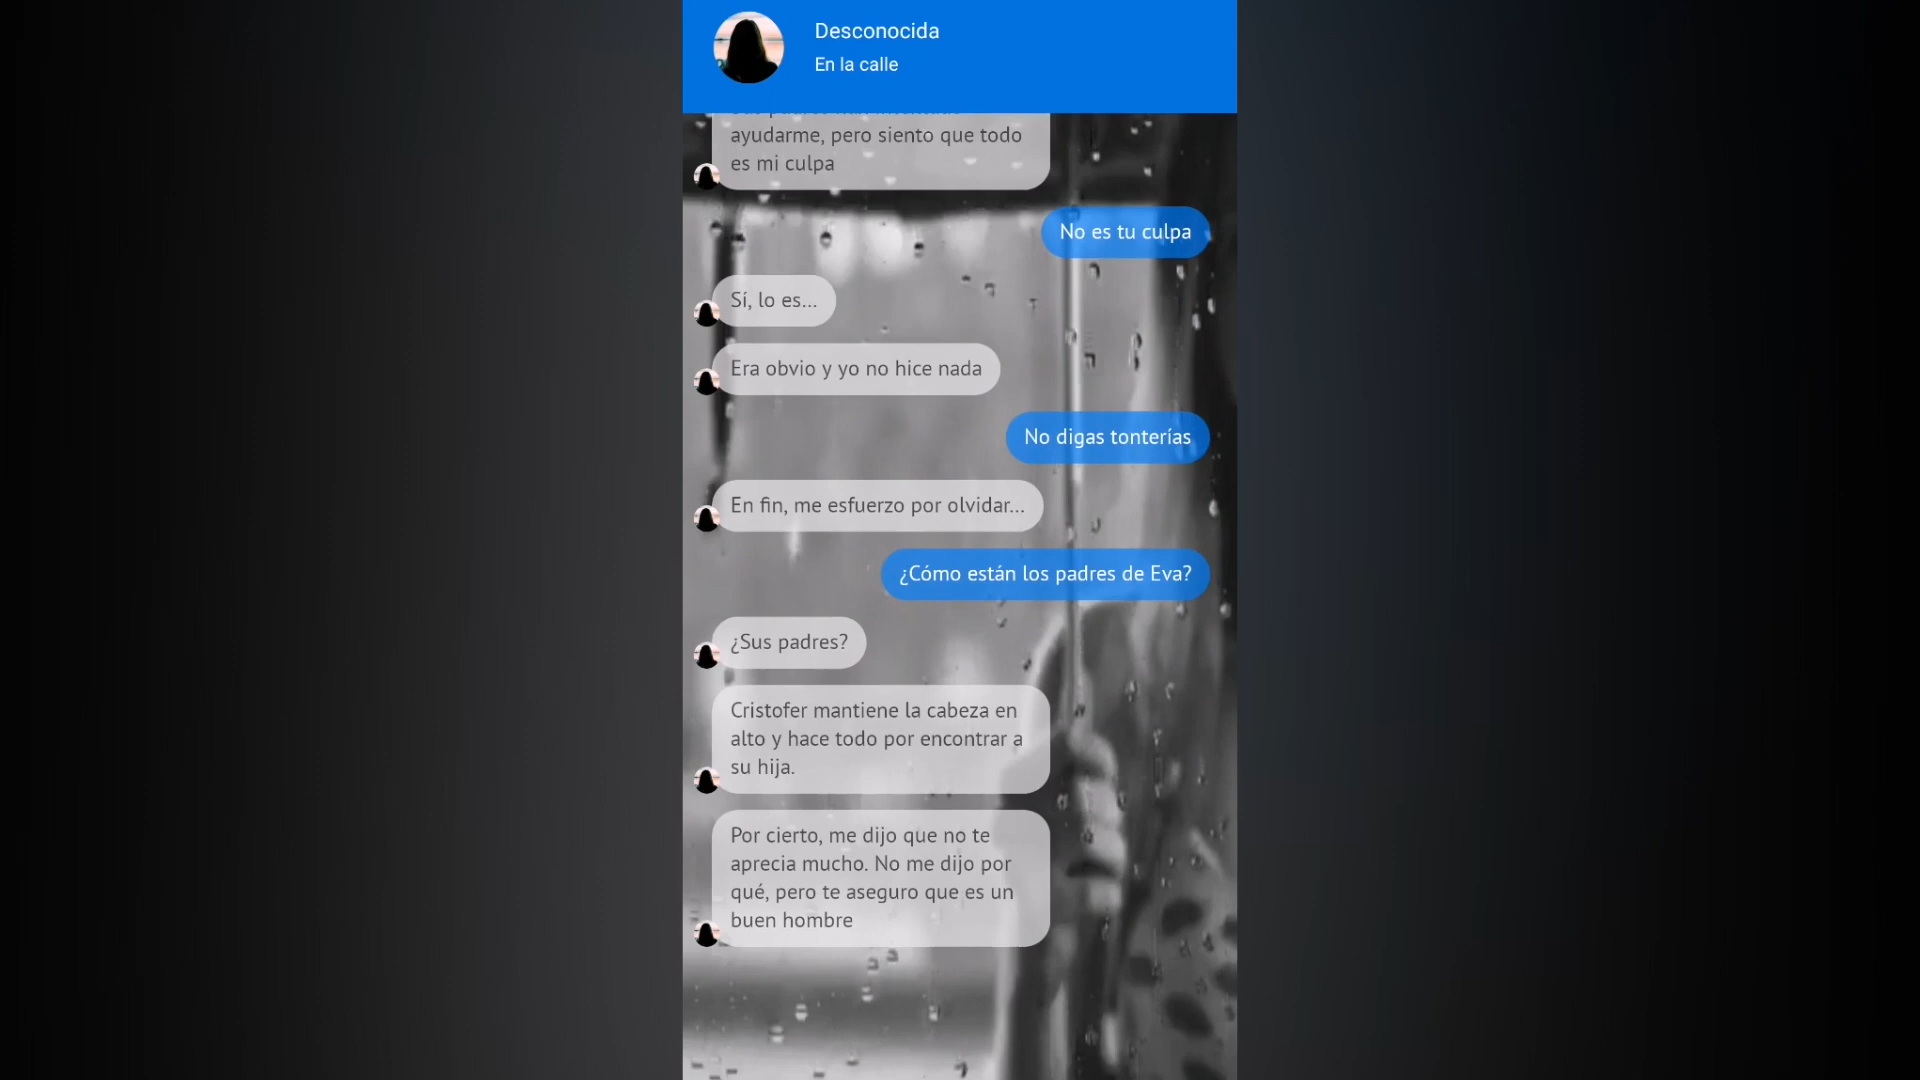 Desconocida
En la calle
ayudarme, pero siento que todo
es mi culpa
No es tu culpa
Sí, lo es...
Era obvio y yo no hice nada
No digas tonterías
En fin, me esfuerzo por olvidar...
¿Cómo están los padres de Eva?
¿Sus padres?
Cristofer mantiene la cabeza en
alto y hace todo por encontrar a
su hija.
Por cierto, me dijo que no te
aprecia mucho. No me dijo por
qué, pero te aseguro que es un
buen hombre